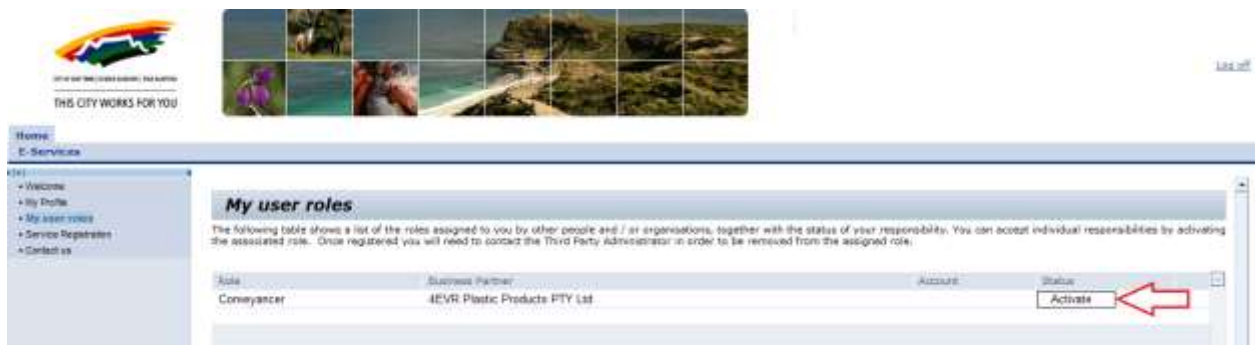 THIS CITY WORKS FOR YOU
Log off
Home
E-Services
Welcome
My Profile
My user roles
Service Registration
Contact us
My user roles
The following table shows a list of the roles assigned to you by other people and / or organisations, together with the status of your responsibility. You can accept individual responsibilities by activating
the associated role. Once registered you will need to contact the Third Party Administrator in order to be removed from the assigned role.
Role Business Partner Account Status
Conveyancer 4EVR Plastic Products PTY Ltd Activate